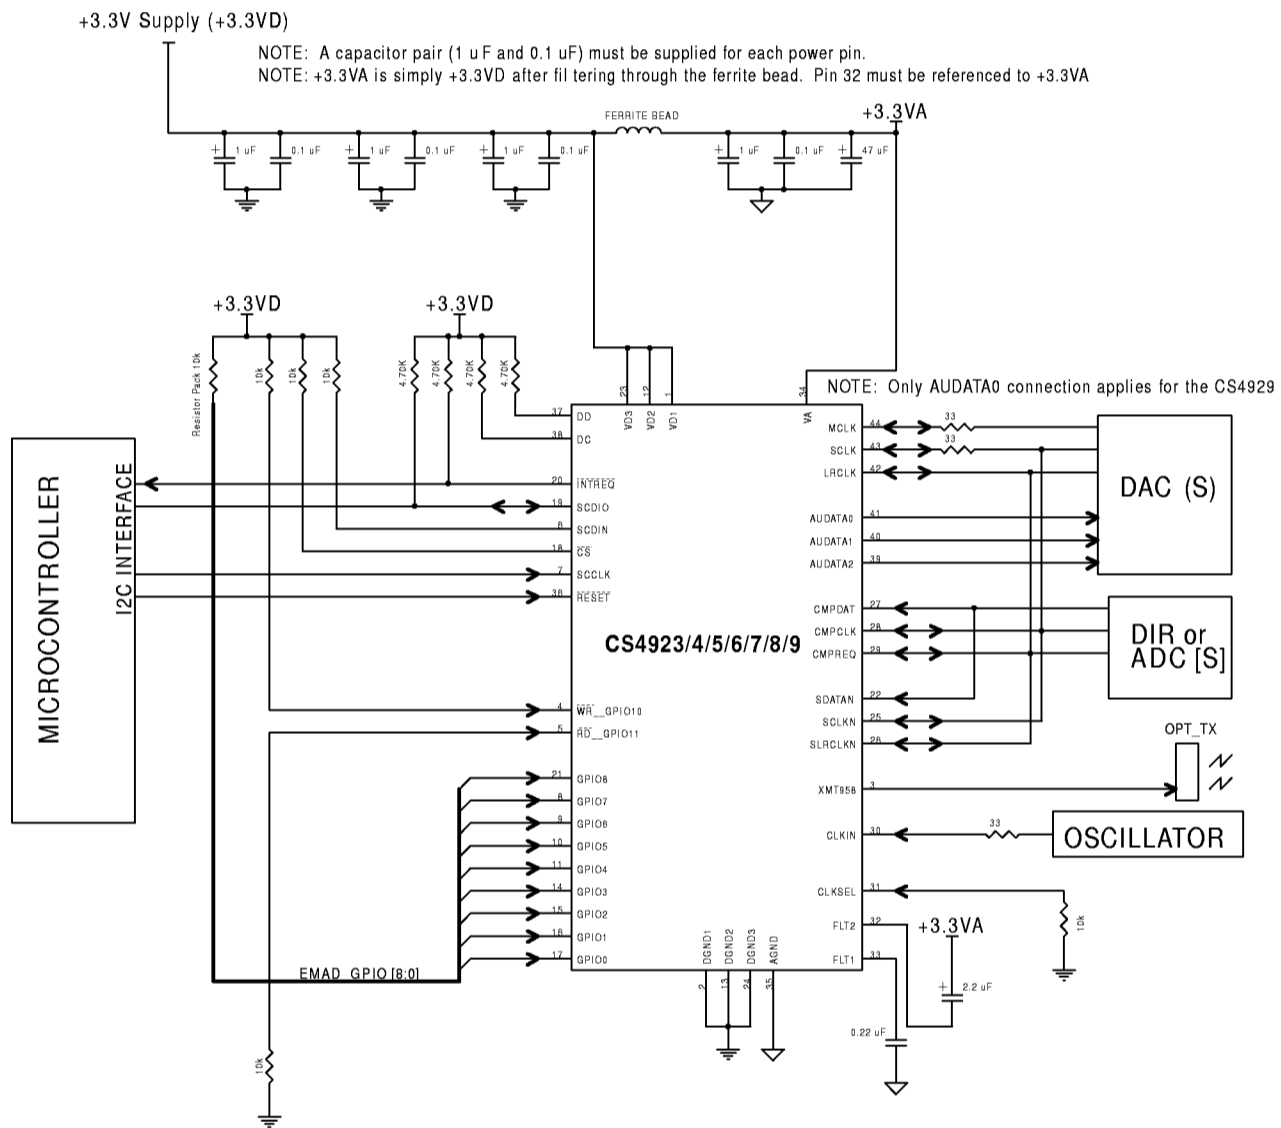 +3.3V Supply (+3.3VD)
NOTE: A capacitor pair (1 u F and 0.1 uF) must be supplied for each power pin.
NOTE: +3.3VA is simply +3.3VD after fil tering through the ferrite bead. Pin 32 must be referenced to +3.3VA
FERRITE BEAD
+3.3VA
+ 1 uF
0.1 uF
+ 1 uF
0.1 uF
+ 1 uF
0.1 uF
+ 1 uF
0.1 uF
+ 47 uF
+3.3VD
+3.3VD
Resistor Pack 10k
10k
10k
10k
4.70K
4.70K
4.70K
4.70K
23
12
1
34
VD3
VD2
VD1
VA
NOTE: Only AUDATA0 connection applies for the CS4929
MICROCONTROLLER
I2C INTERFACE
37 DD
38 DC
20 INTREQ
19 SCDIO
6 SCDIN
18 CS
7 SCCLK
36 RESET
4 WR__GPIO10
5 RD__GPIO11
21 GPIO8
8 GPIO7
9 GPIO6
10 GPIO5
11 GPIO4
14 GPIO3
15 GPIO2
16 GPIO1
17 GPIO0
EMAD_GPIO[8:0]
10k
CS4923/4/5/6/7/8/9
MCLK 44 33
SCLK 43 33
LRCLK 42
AUDATA0 41
AUDATA1 40
AUDATA2 39
DAC (S)
CMPDAT 27
CMPCLK 28
CMPREQ 29
DIR or
ADC [S]
SDATAN 22
SCLKN 25
SLRCLKN 26
OPT_TX
XMT958 3
CLKIN 30 33
OSCILLATOR
CLKSEL 31
10k
FLT2 32
+3.3VA
FLT1 33
+ 2.2 uF
0.22 uF
DGND1
DGND2
DGND3
AGND
2
13
24
35